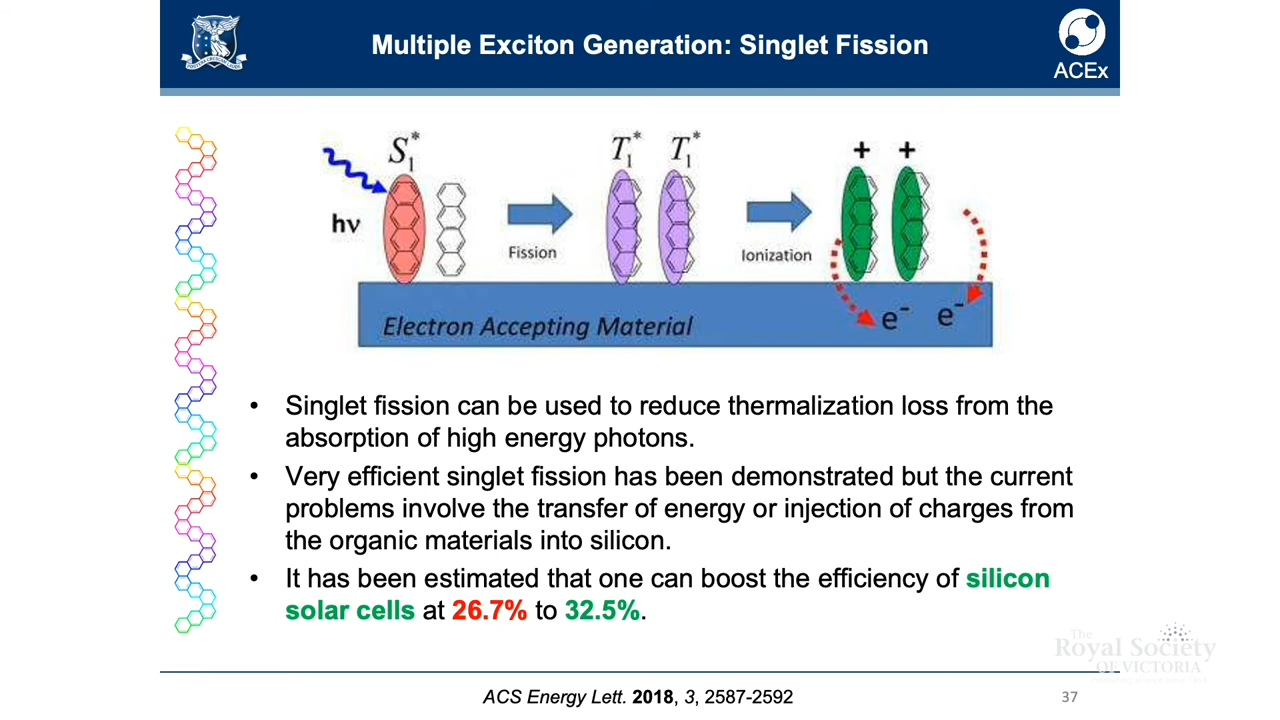 Multiple Exciton Generation: Singlet Fission
ACEx
S1* T1* T1* + +
hν
Fission
Ionization
Electron Accepting Material
e- e-
• Singlet fission can be used to reduce thermalization loss from the
absorption of high energy photons.
• Very efficient singlet fission has been demonstrated but the current
problems involve the transfer of energy or injection of charges from
the organic materials into silicon.
• It has been estimated that one can boost the efficiency of silicon
solar cells at 26.7% to 32.5%.
The
Royal Society
OF VICTORIA
ACS Energy Lett. 2018, 3, 2587-2592
37